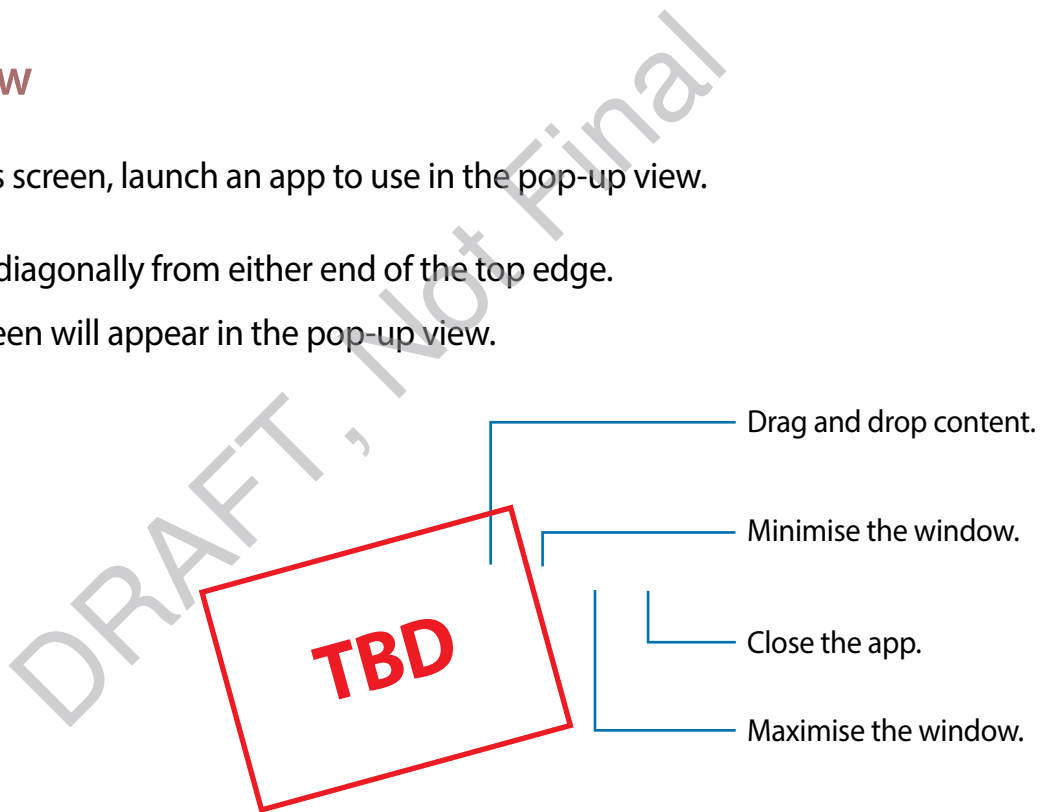 w
s screen, launch an app to use in the pop-up view.
diagonally from either end of the top edge.
een will appear in the pop-up view.
Drag and drop content.
Minimise the window.
TBD
Close the app.
Maximise the window.
DRAFT, Not Final